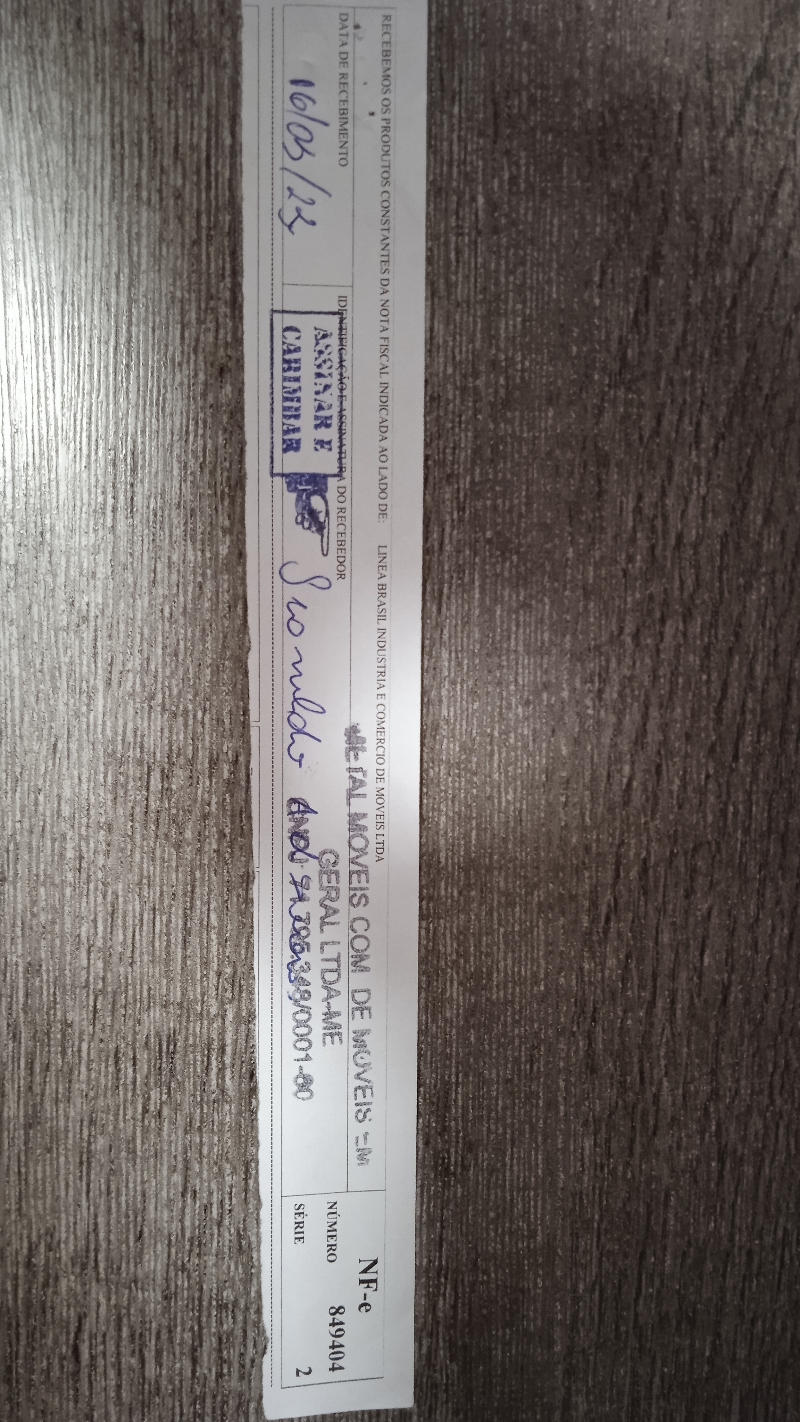 RECEBEMOS OS PRODUTOS CONSTANTES DA NOTA FISCAL INDICADA AO LADO DE: LINEA BRASIL INDUSTRIA E COMERCIO DE MOVEIS LTDA
NF-e
NÚMERO 849404
SÉRIE 2
DATA DE RECEBIMENTO
16/03/23
IDENTIFICAÇÃO E ASSINATURA DO RECEBEDOR
ASSINAR E
CARIMBAR
MOVEIS COM. DE MOVEIS EM
GERAL LTDA-ME
/0001-80